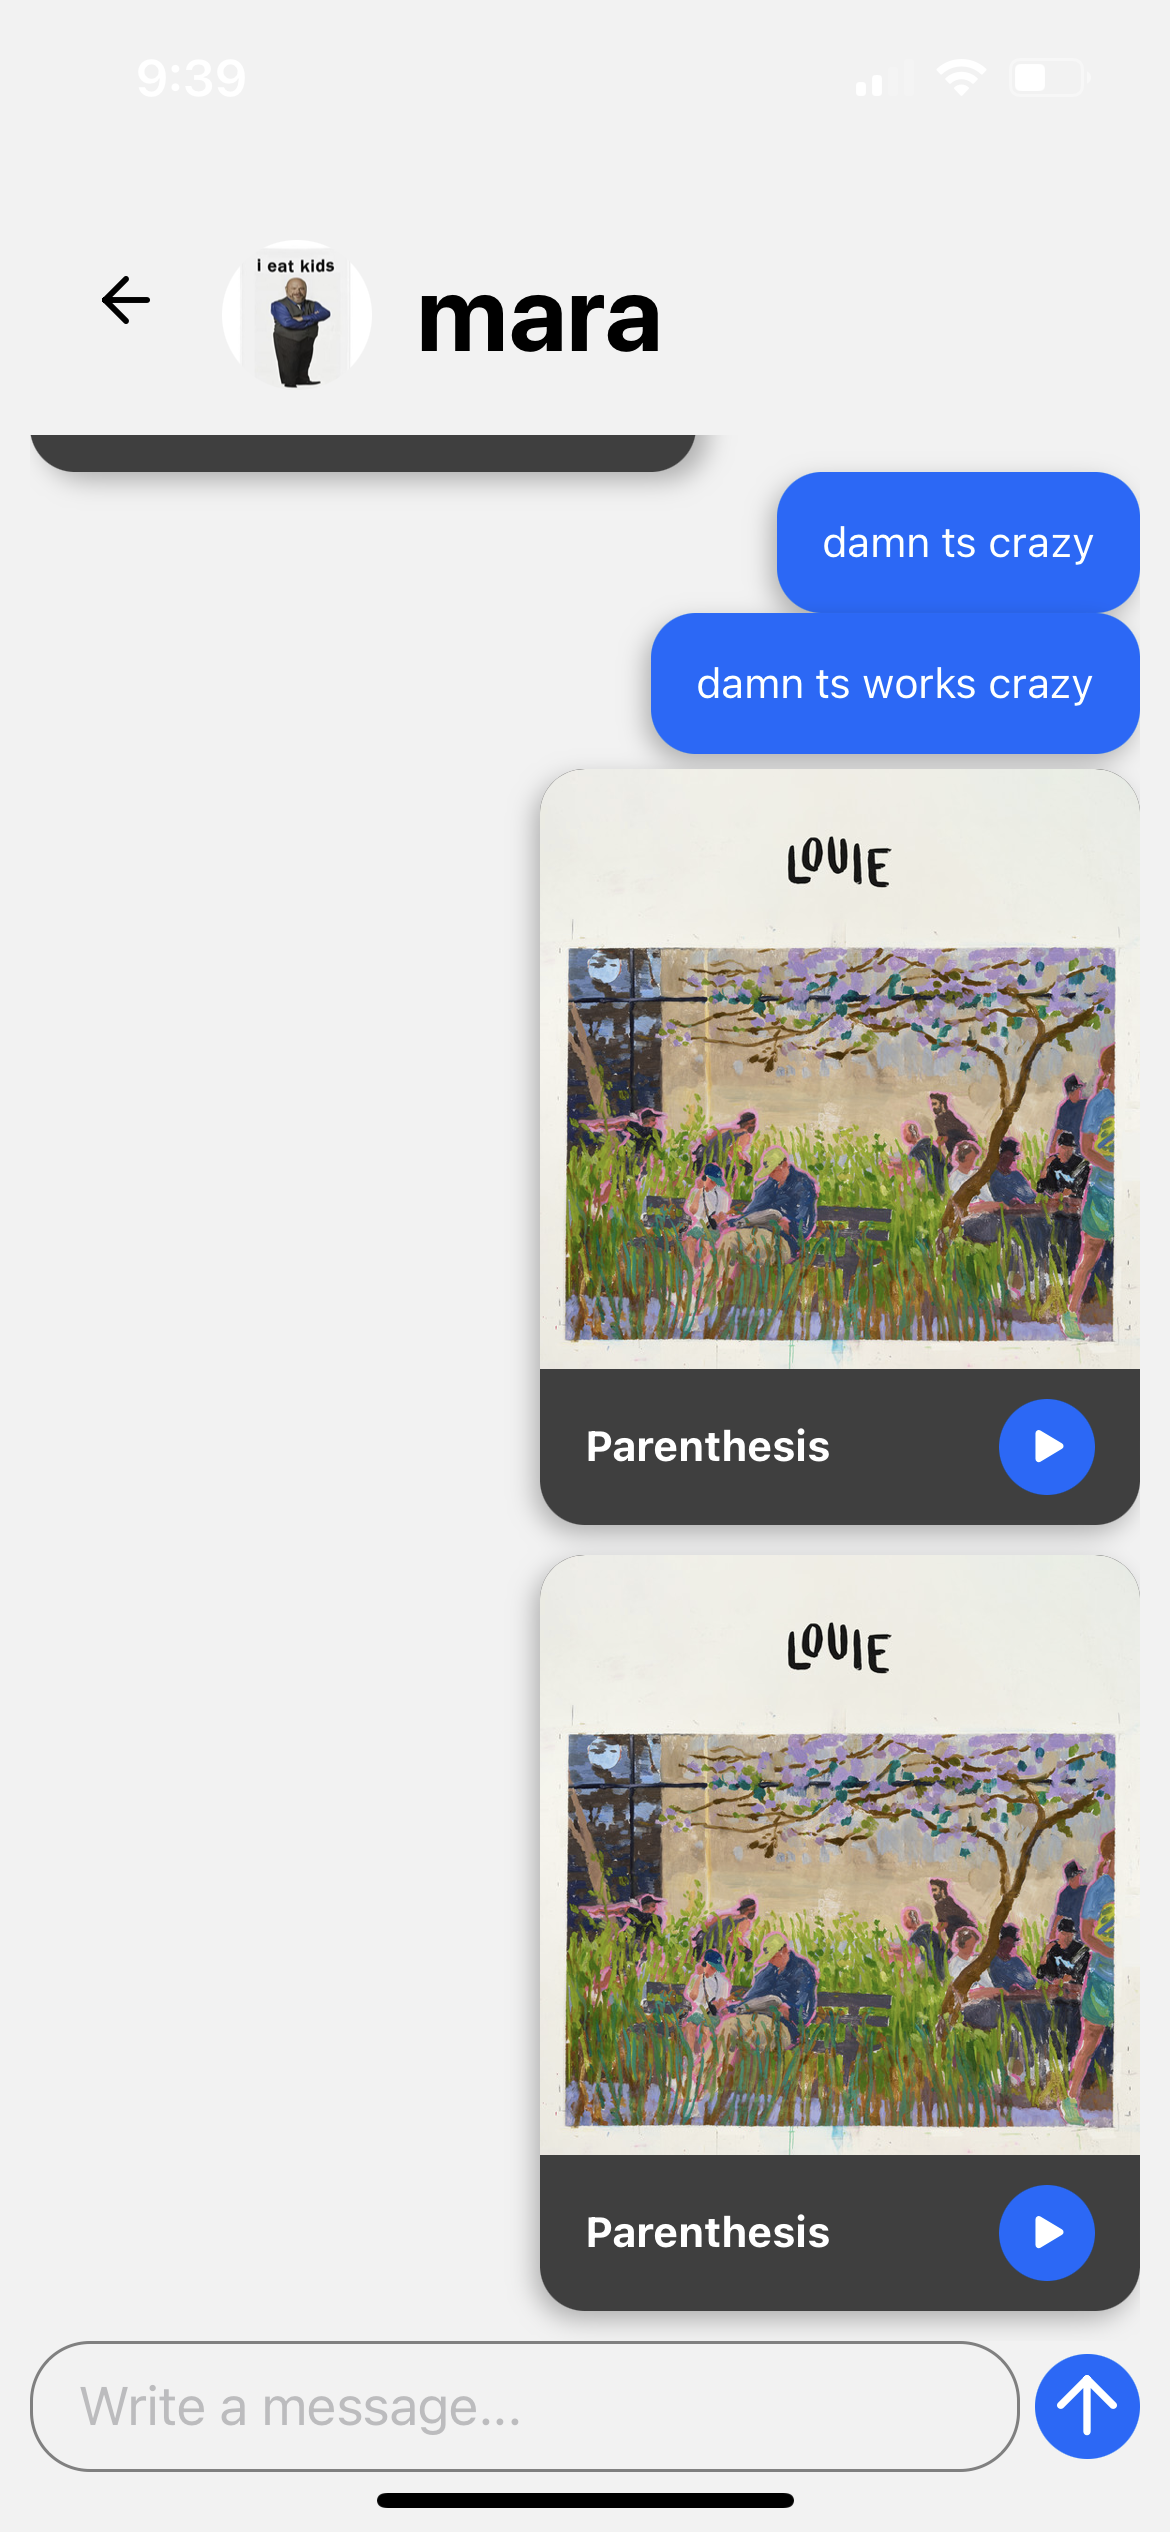 9:39
i eat kids
mara
damn ts crazy
damn ts works crazy
LOUIE
Parenthesis
LOUIE
Parenthesis
Write a message...